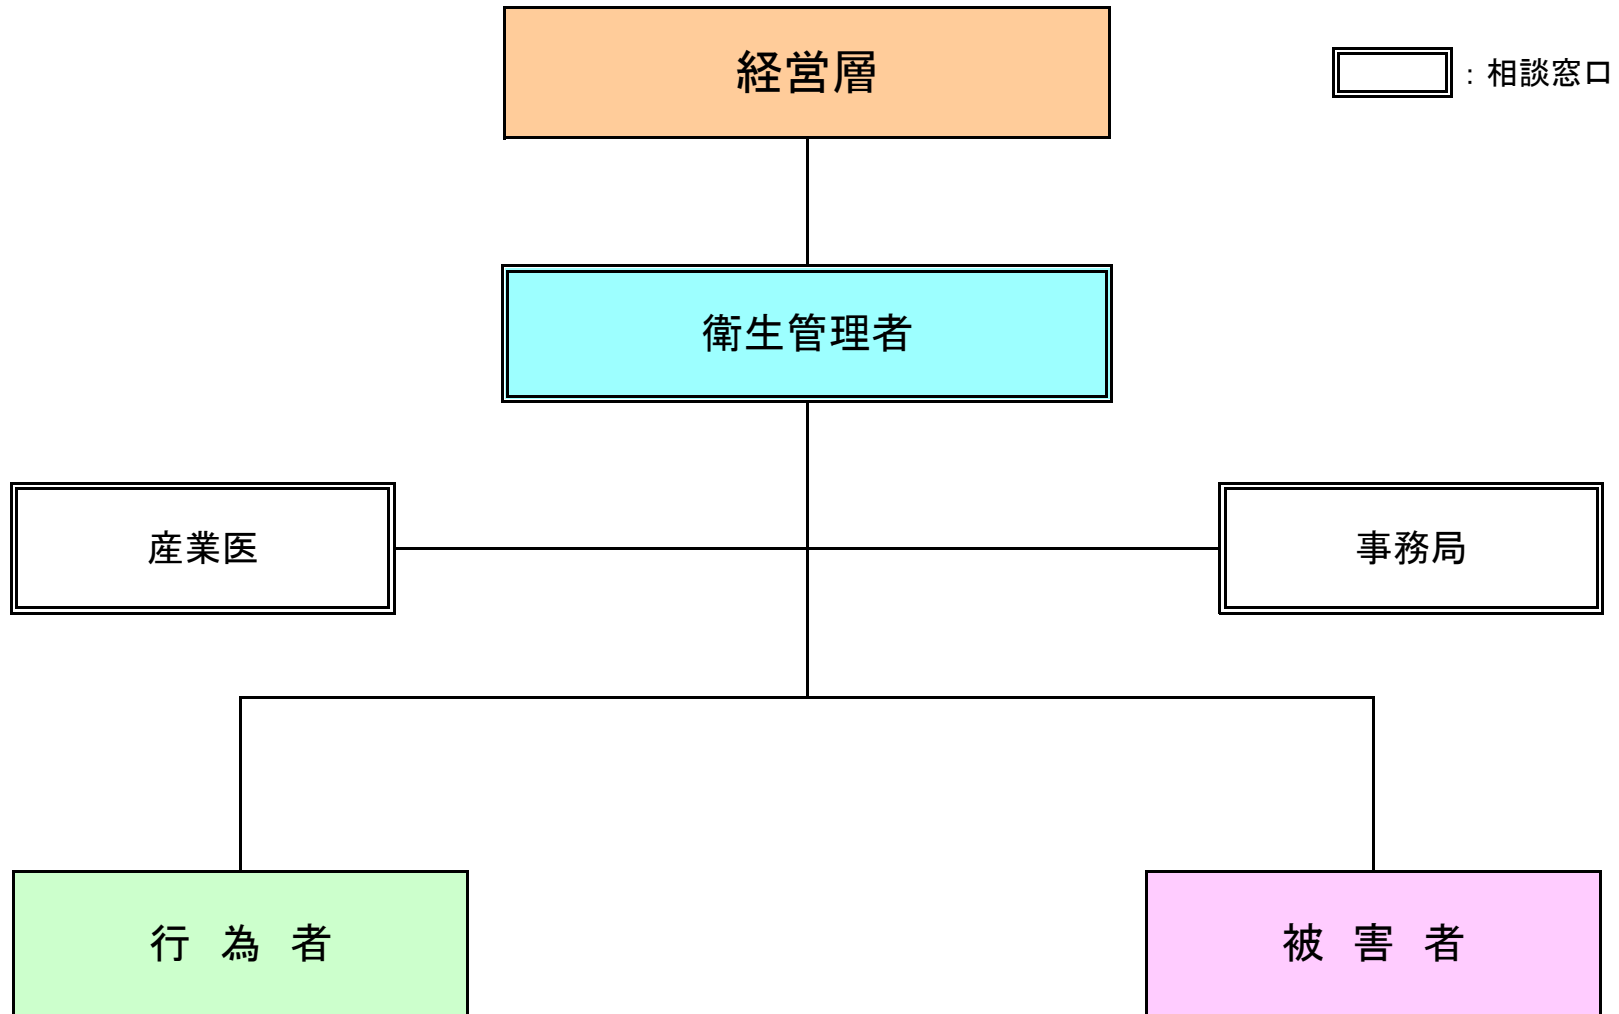 経営層
：相談窓口
衛生管理者
産業医
事務局
行 為 者
被 害 者